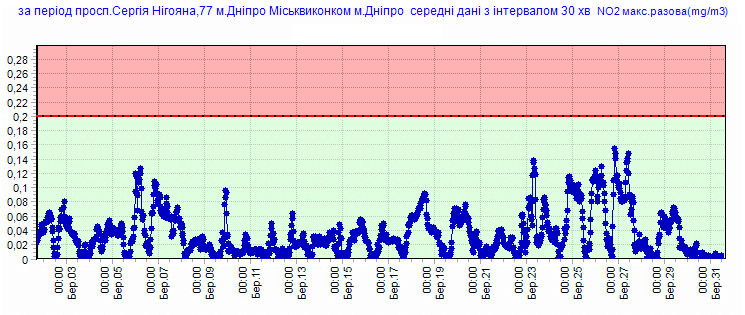 за період просп.Сергія Нігояна,77 м.Дніпро Міськвиконком м.Дніпро середні дані з інтервалом 30 хв NO2 макс.разова(mg/m3)
0,28
0,26
0,24
0,22
0,2
0,18
0,16
0,14
0,12
0,1
0,08
0,06
0,04
0,02
0
00:00 Бер.03
00:00 Бер.05
00:00 Бер.07
00:00 Бер.09
00:00 Бер.11
00:00 Бер.13
00:00 Бер.15
00:00 Бер.17
00:00 Бер.19
00:00 Бер.21
00:00 Бер.23
00:00 Бер.25
00:00 Бер.27
00:00 Бер.29
00:00 Бер.31